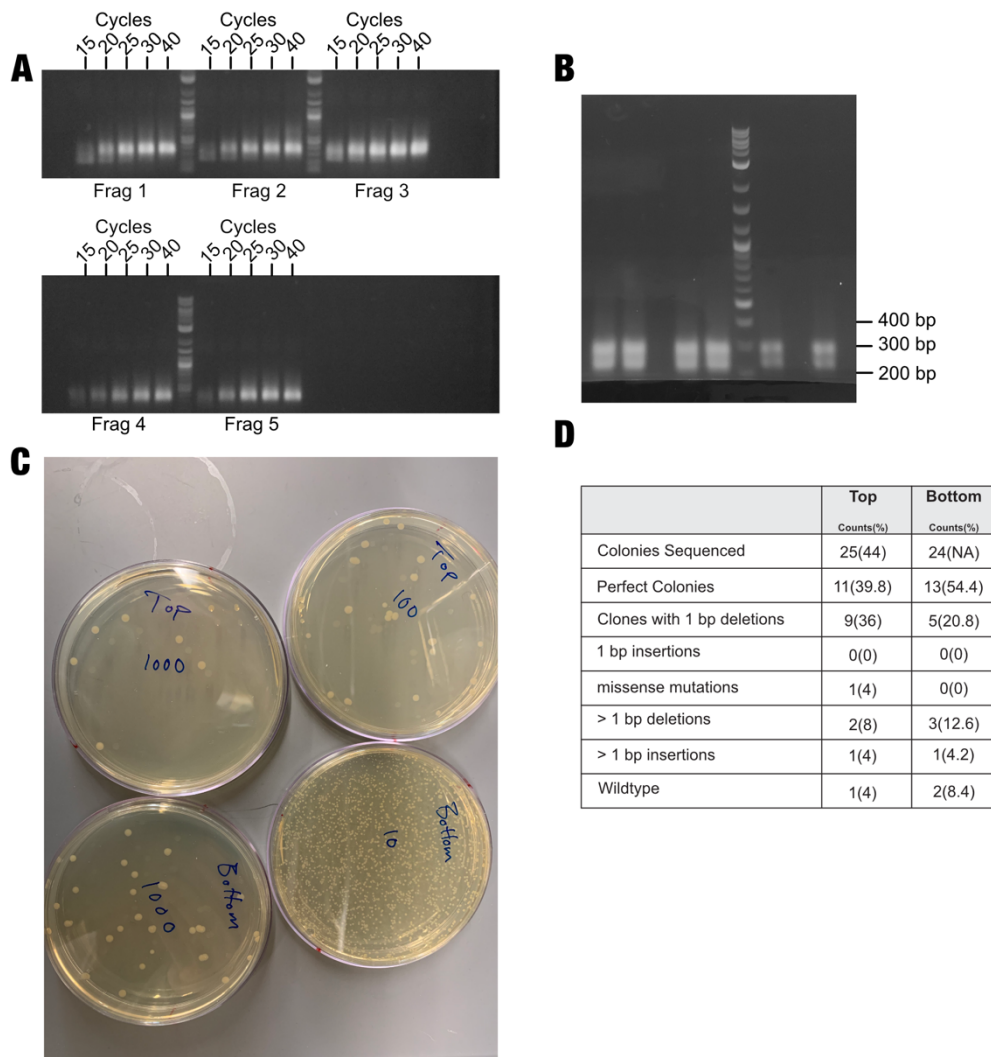 A
Cycles
Cycles
Cycles
15 20 25 30 40
15 20 25 30 40
15 20 25 30 40
Frag 1
Frag 2
Frag 3
Cycles
Cycles
15 20 25 30 40
15 20 25 30 40
Frag 4
Frag 5
B
400 bp
300 bp
200 bp
C
Top
1000
Top
100
Bottom
1000
Bottom
10
D
Top Bottom
Counts(%) Counts(%)
Colonies Sequenced 25(44) 24(NA)
Perfect Colonies 11(39.8) 13(54.4)
Clones with 1 bp deletions 9(36) 5(20.8)
1 bp insertions 0(0) 0(0)
missense mutations 1(4) 0(0)
> 1 bp deletions 2(8) 3(12.6)
> 1 bp insertions 1(4) 1(4.2)
Wildtype 1(4) 2(8.4)